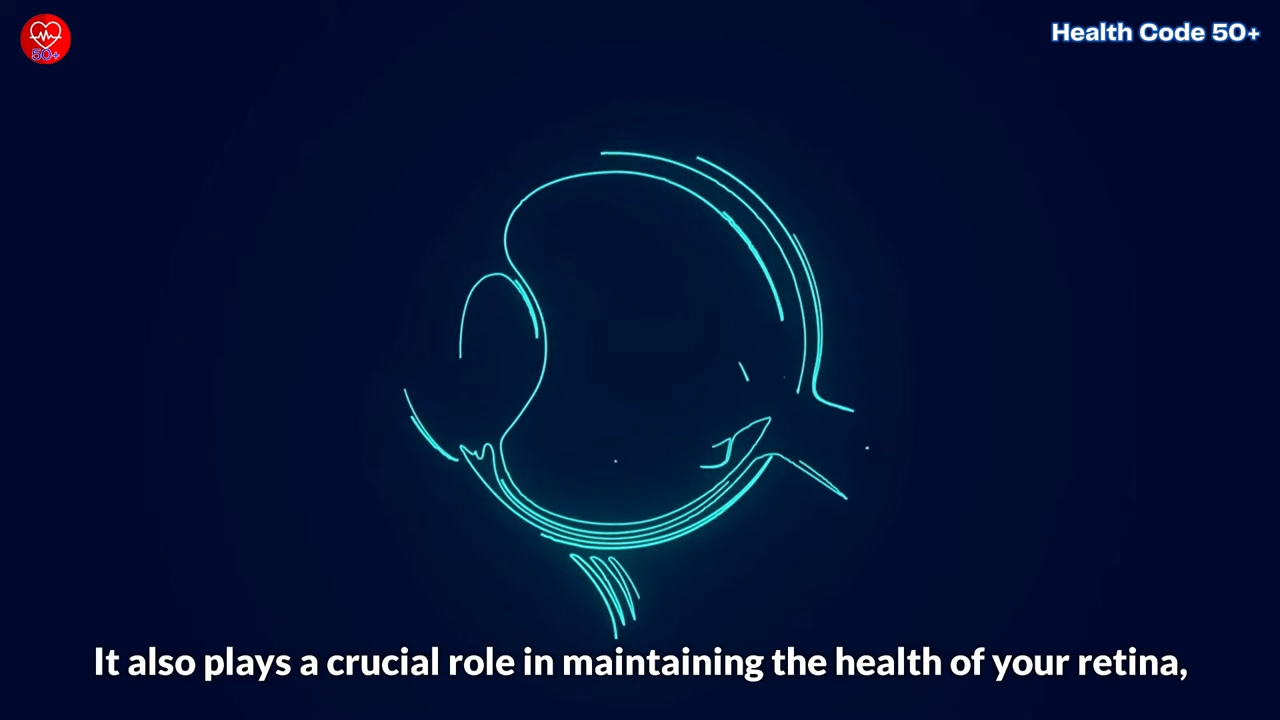 50+
Health Code 50+
It also plays a crucial role in maintaining the health of your retina,